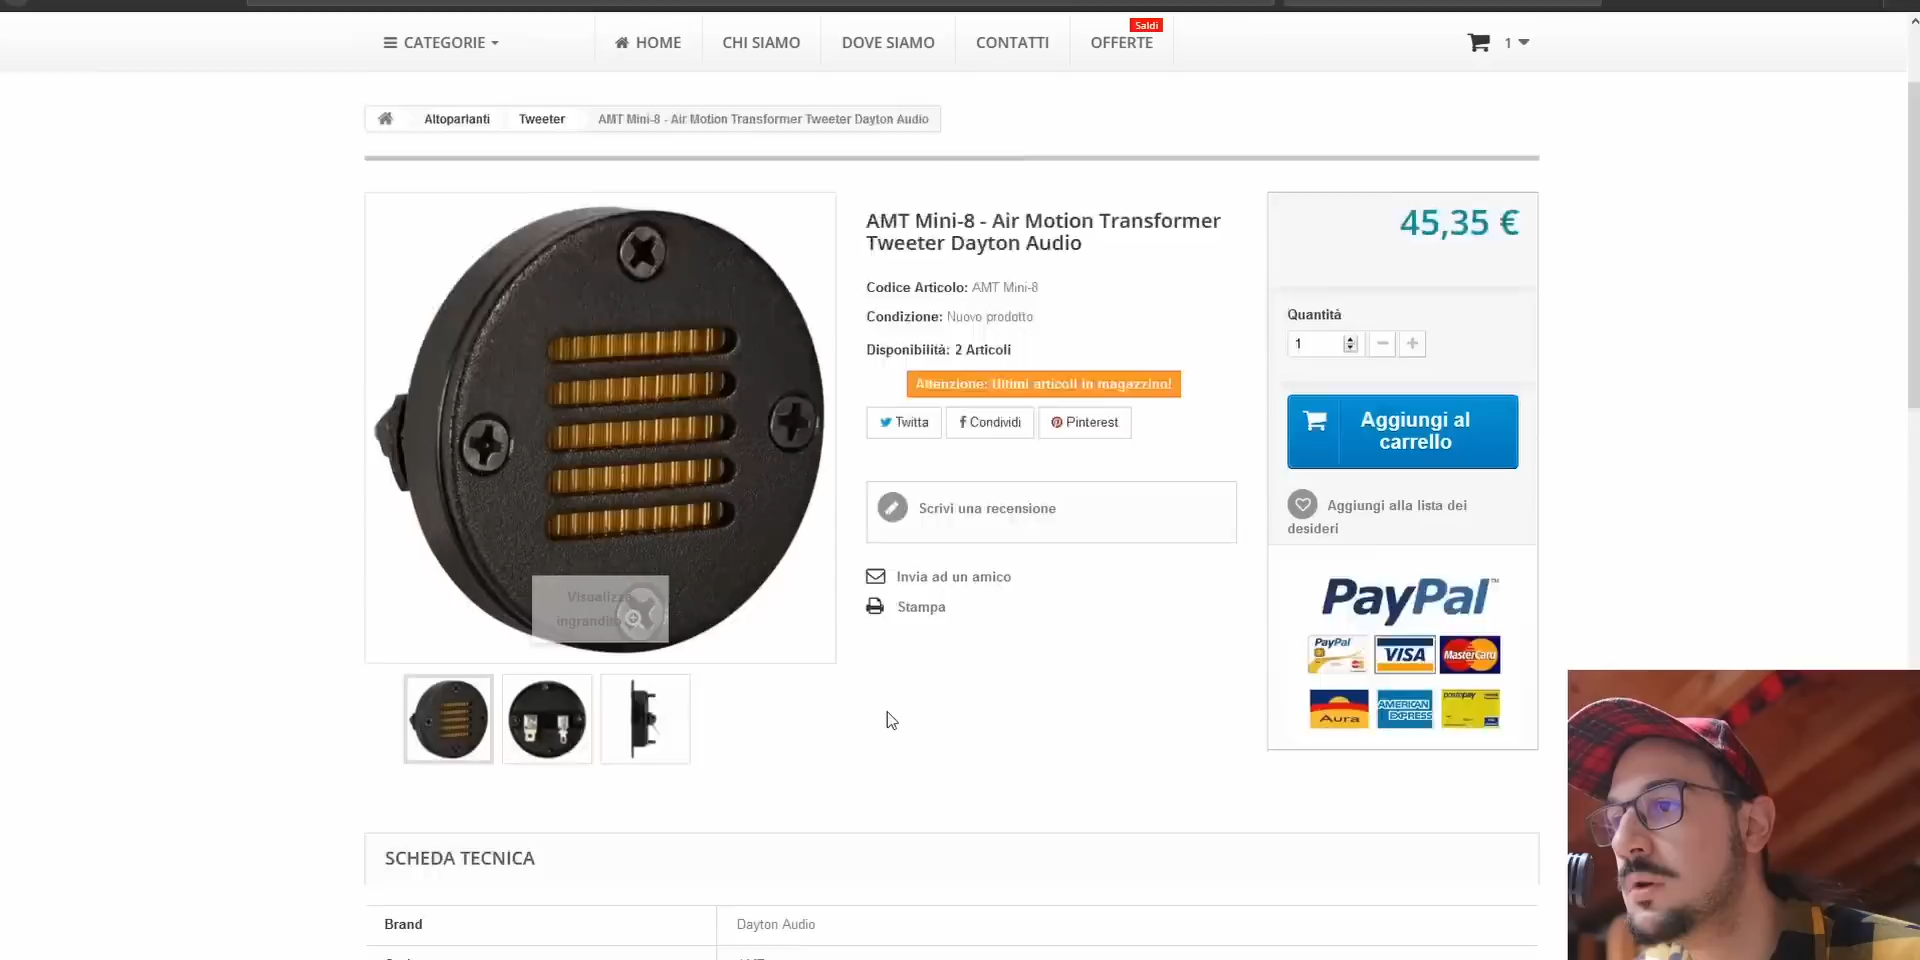 CATEGORIE
HOME
CHI SIAMO
DOVE SIAMO
CONTATTI
Saldi
OFFERTE
1
Altoparlanti
Tweeter
AMT Mini-8 - Air Motion Transformer Tweeter Dayton Audio
AMT Mini-8 - Air Motion Transformer
Tweeter Dayton Audio
Codice Articolo: AMT Mini-8
Condizione: Nuovo prodotto
Disponibilità: 2 Articoli
Attenzione: Ultimi articoli in magazzino!
Twitta
Condividi
Pinterest
Scrivi una recensione
Invia ad un amico
Stampa
45,35 €
Quantità
1
Aggiungi al
carrello
Aggiungi alla lista dei
desideri
PayPal™
PayPal
VISA
MasterCard
Aura
AMERICAN
EXPRESS
postepay
Visualizza
ingrandito
SCHEDA TECNICA
Brand
Dayton Audio